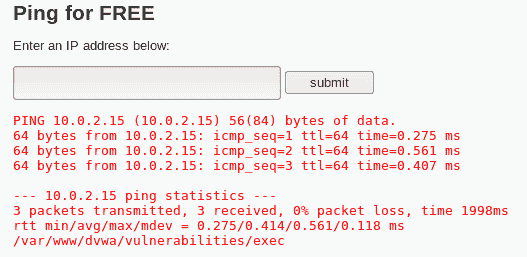 Ping for FREE
Enter an IP address below:
submit
PING 10.0.2.15 (10.0.2.15) 56(84) bytes of data.
64 bytes from 10.0.2.15: icmp_seq=1 ttl=64 time=0.275 ms
64 bytes from 10.0.2.15: icmp_seq=2 ttl=64 time=0.561 ms
64 bytes from 10.0.2.15: icmp_seq=3 ttl=64 time=0.407 ms
--- 10.0.2.15 ping statistics ---
3 packets transmitted, 3 received, 0% packet loss, time 1998ms
rtt min/avg/max/mdev = 0.275/0.414/0.561/0.118 ms
/var/www/dvwa/vulnerabilities/exec